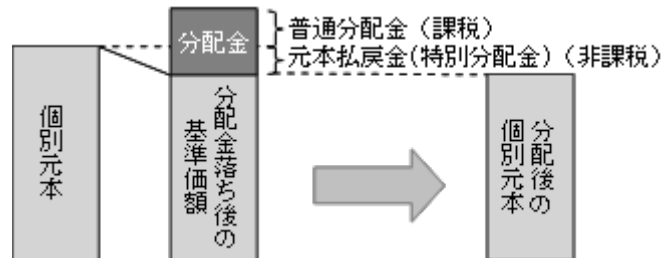 分配金
普通分配金（課税）
元本払戻金(特別分配金)（非課税）
個別元本
分配金落ち後の
基準価額
分配後の
個別元本